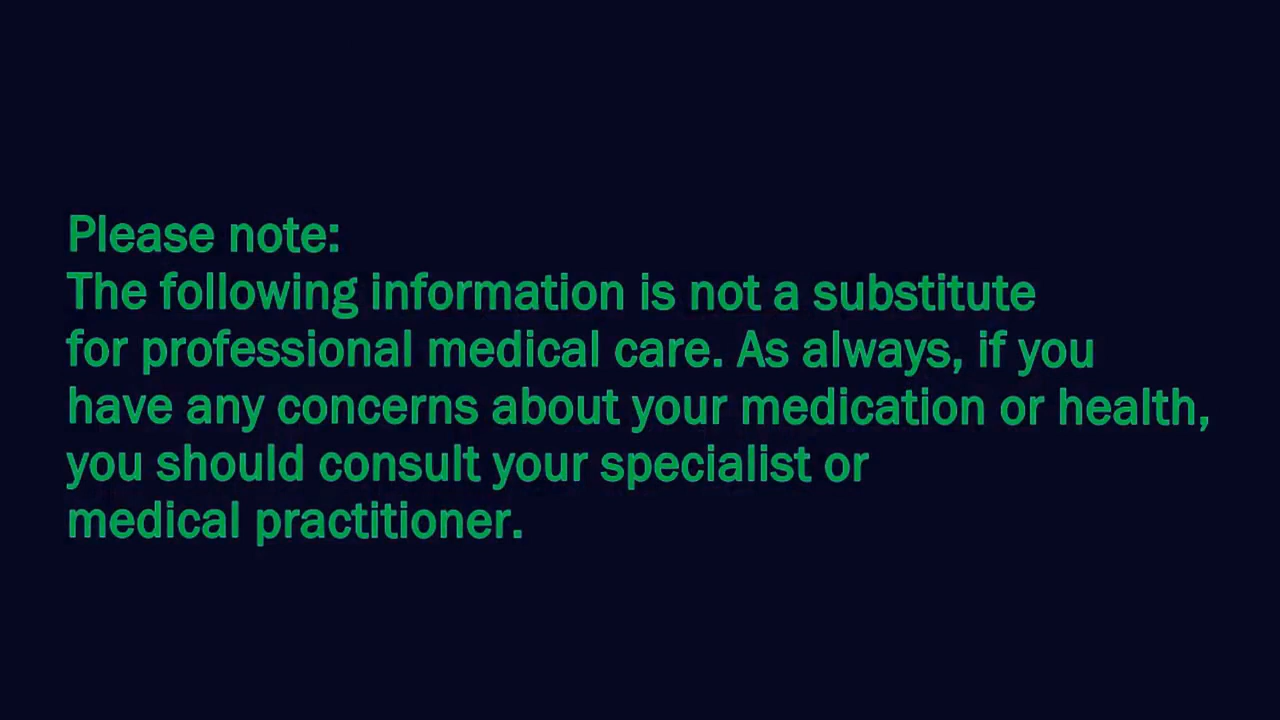 Please note:
The following information is not a substitute
for professional medical care. As always, if you
have any concerns about your medication or health,
you should consult your specialist or
medical practitioner.